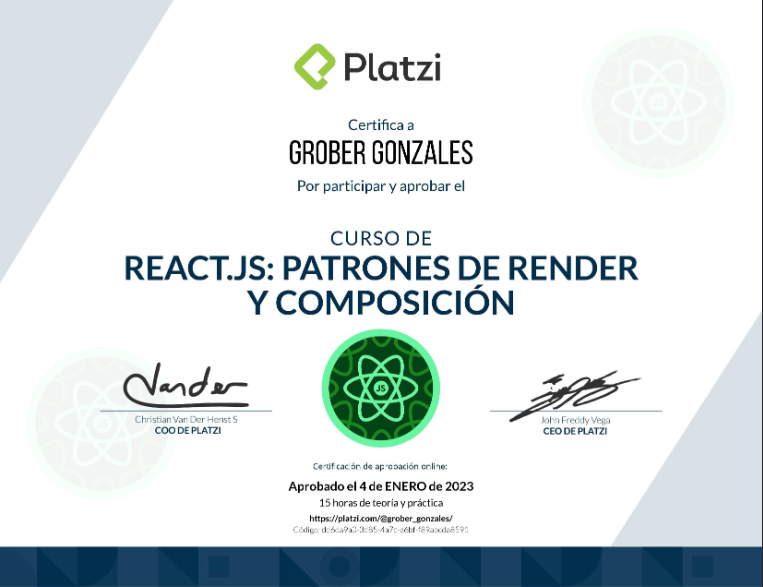 Platzi
Certifica a
GROBER GONZALES
Por participar y aprobar el
CURSO DE
REACT.JS: PATRONES DE RENDER
Y COMPOSICIÓN
JS
Christian Van Der Henst S
COO DE PLATZI
John Freddy Vega
CEO DE PLATZI
Certificación de aprobación online:
Aprobado el 4 de ENERO de 2023
15 horas de teoría y práctica
https://platzi.com/@grober_gonzales/
Código: